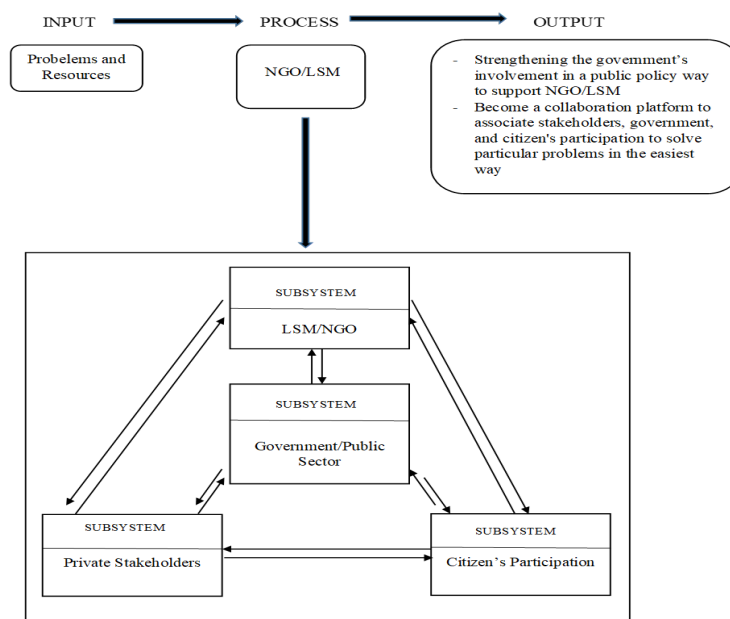 INPUT
PROCESS
OUTPUT
Probelems and
Resources
NGO/LSM
- Strengthening the government's
involvement in a public policy way
to support NGO/LSM
- Become a collaboration platform to
associate stakeholders, government,
and citizen's participation to solve
particular problems in the easiest
way
SUBSYSTEM
LSM/NGO
SUBSYSTEM
Government/Public
Sector
SUBSYSTEM
Private Stakeholders
SUBSYSTEM
Citizen's Participation